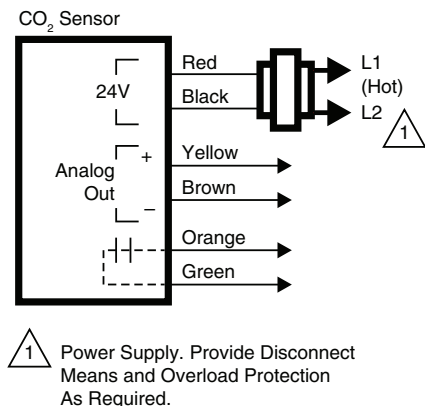 CO2 Sensor
Red
L1
(Hot)
24V
Black
L2
1
+
Yellow
Analog
Out
Brown
–
Orange
Green
1
Power Supply. Provide Disconnect
Means and Overload Protection
As Required.